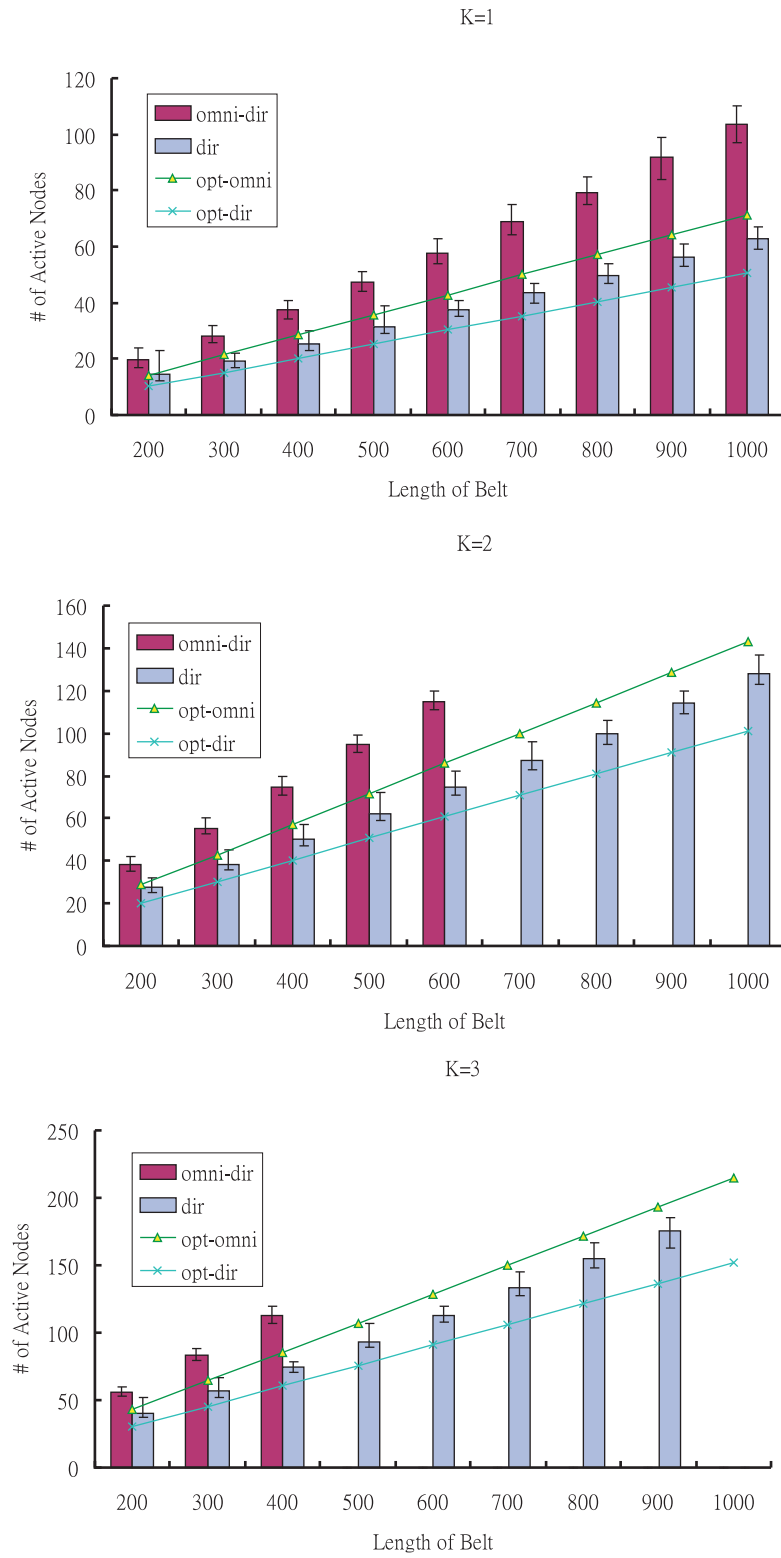 K=1
120
100
80
60
40
20
0
# of Active Nodes
omni-dir
dir
opt-omni
opt-dir
200 300 400 500 600 700 800 900 1000
Length of Belt
K=2
160
140
120
100
80
60
40
20
0
# of Active Nodes
omni-dir
dir
opt-omni
opt-dir
200 300 400 500 600 700 800 900 1000
Length of Belt
K=3
250
200
150
100
50
0
# of Active Nodes
omni-dir
dir
opt-omni
opt-dir
200 300 400 500 600 700 800 900 1000
Length of Belt